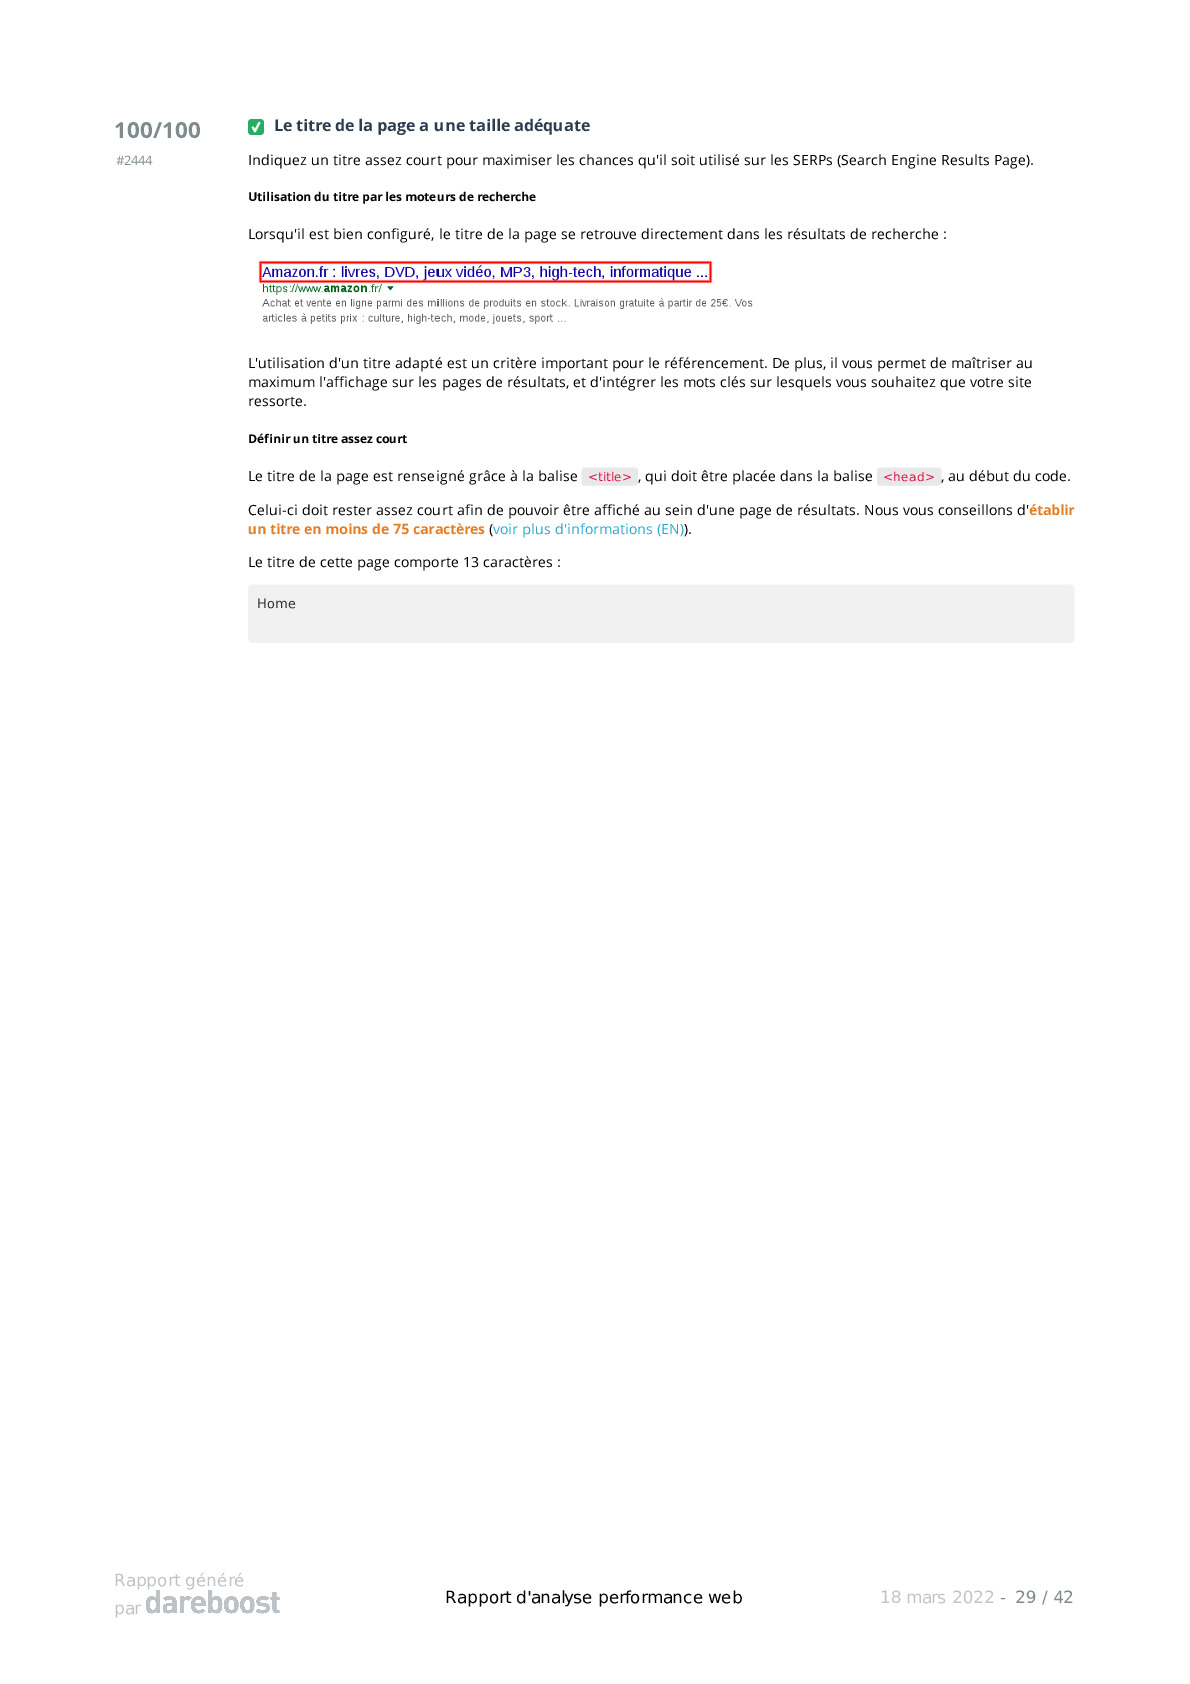 100/100
#2444
Le titre de la page a une taille adéquate
Indiquez un titre assez court pour maximiser les chances qu'il soit utilisé sur les SERPs (Search Engine Results Page).
Utilisation du titre par les moteurs de recherche
Lorsqu'il est bien configuré, le titre de la page se retrouve directement dans les résultats de recherche :
Amazon.fr : livres, DVD, jeux vidéo, MP3, high-tech, informatique ...
https://www.amazon.fr/
Achat et vente en ligne parmi des millions de produits en stock. Livraison gratuite à partir de 25€. Vos
articles à petits prix : culture, high-tech, mode, jouets, sport ...
L'utilisation d'un titre adapté est un critère important pour le référencement. De plus, il vous permet de maîtriser au
maximum l'affichage sur les pages de résultats, et d'intégrer les mots clés sur lesquels vous souhaitez que votre site
ressorte.
Définir un titre assez court
Le titre de la page est renseigné grâce à la balise <title>, qui doit être placée dans la balise <head>, au début du code.
Celui-ci doit rester assez court afin de pouvoir être affiché au sein d'une page de résultats. Nous vous conseillons d'établir
un titre en moins de 75 caractères (voir plus d'informations (EN)).
Le titre de cette page comporte 13 caractères :
Home
Rapport généré
par dareboost
Rapport d'analyse performance web
18 mars 2022 - 29 / 42